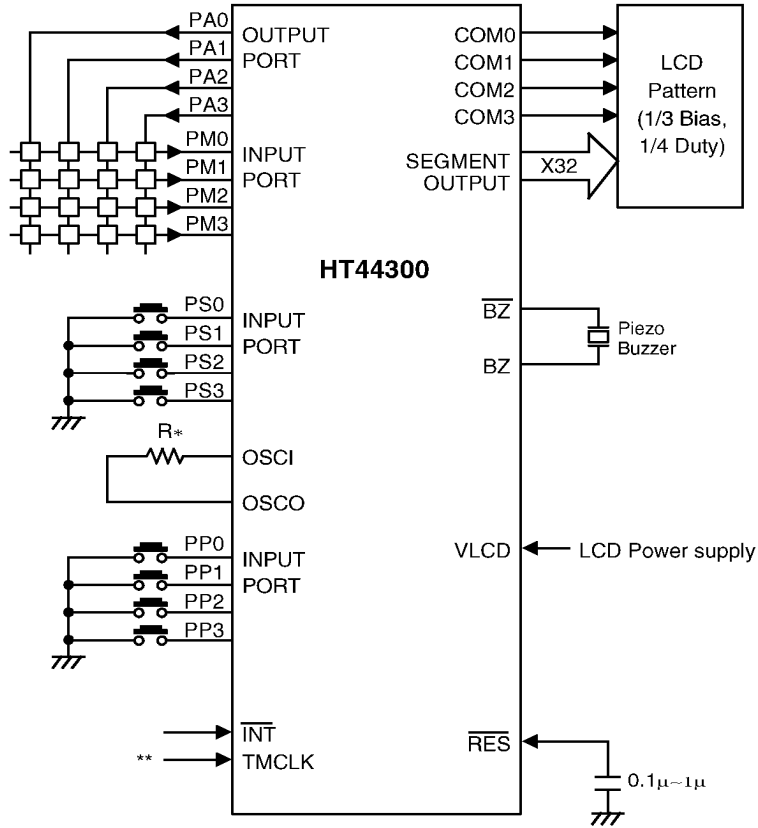 PA0
OUTPUT
PA1
PORT
PA2
PA3
PM0
INPUT
PM1
PORT
PM2
PM3
COM0
COM1
COM2
COM3
SEGMENT
OUTPUT
X32
LCD
Pattern
(1/3 Bias,
1/4 Duty)
HT44300
PS0
INPUT
PS1
PORT
PS2
PS3
BZ
BZ
Piezo
Buzzer
R*
OSCI
OSCO
PP0
INPUT
PP1
PORT
PP2
PP3
VLCD
LCD Power supply
INT
** TMCLK
RES
0.1μ~1μ